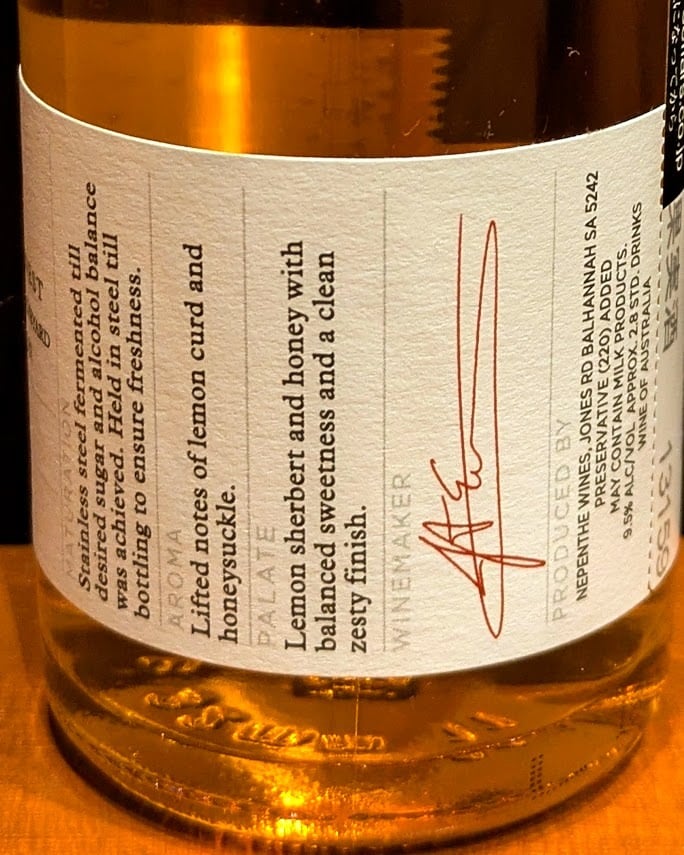 MATURATION
Stainless steel fermented till
desired sugar and alcohol balance
was achieved. Held in steel till
bottling to ensure freshness.
AROMA
Lifted notes of lemon curd and
honeysuckle.
PALATE
Lemon sherbert and honey with
balanced sweetness and a clean
zesty finish.
WINEMAKER
PRODUCED BY
NEPENTHE WINES, JONES RD BALHANNAH SA 5242
PRESERVATIVE (220) ADDED
MAY CONTAIN MILK PRODUCTS.
9.5% ALC/VOL. APPROX. 2.8 STD. DRINKS
WINE OF AUSTRALIA